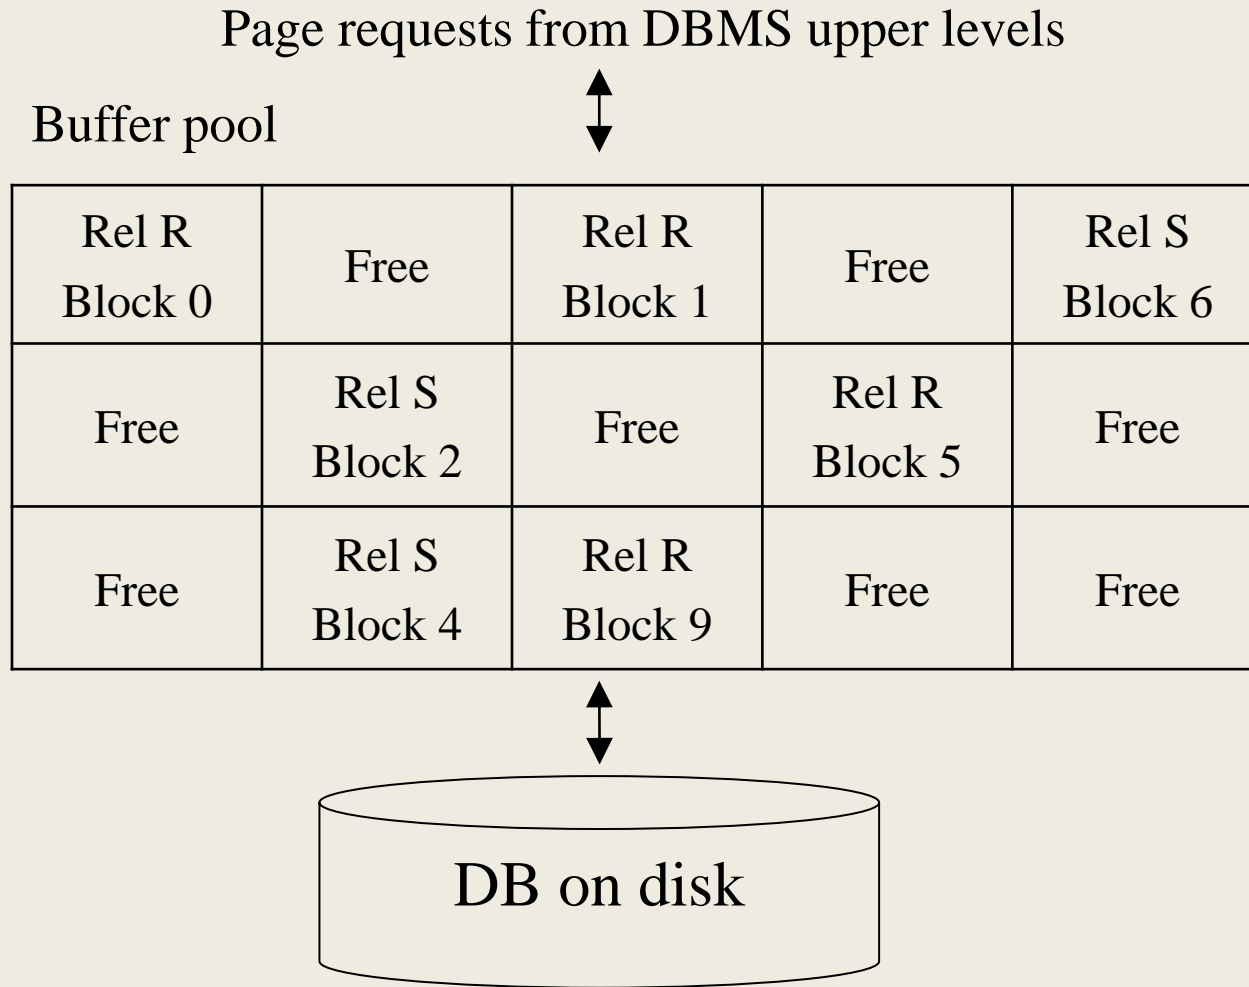 Page requests from DBMS upper levels
Buffer pool
Rel R
Block 0
Free
Rel R
Block 1
Free
Rel S
Block 6
Free
Rel S
Block 2
Free
Rel R
Block 5
Free
Free
Rel S
Block 4
Rel R
Block 9
Free
Free
DB on disk